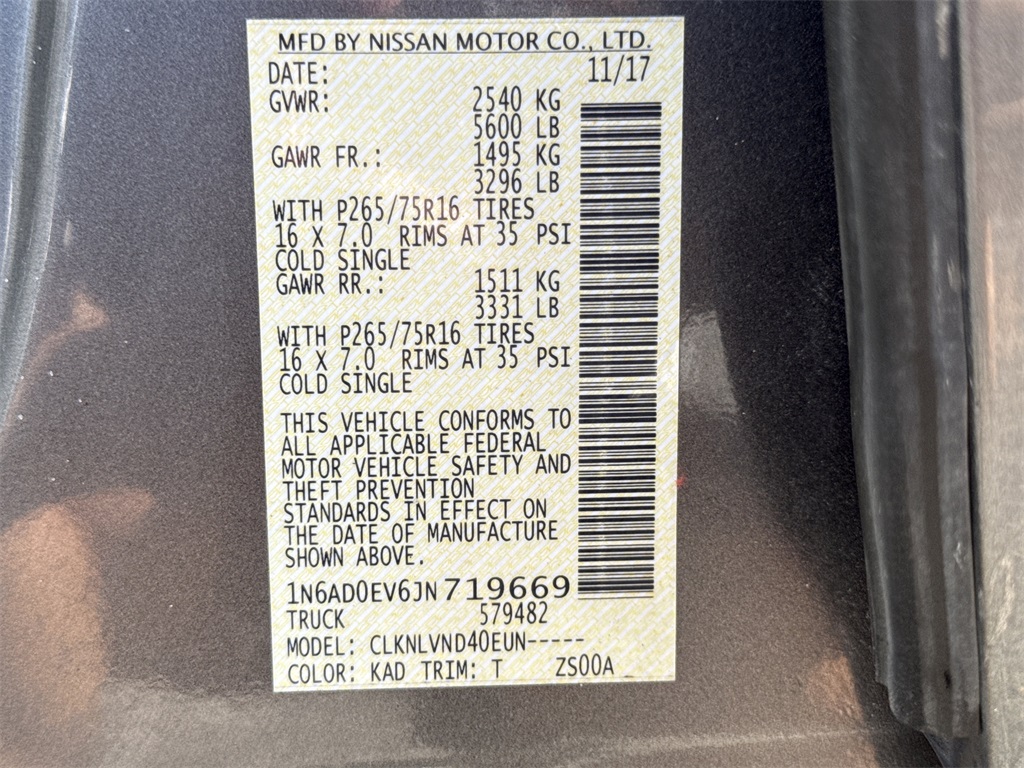 MFD BY NISSAN MOTOR CO., LTD.
DATE: 11/17
GVWR: 2540 KG
5600 LB
GAWR FR.: 1495 KG
3296 LB
WITH P265/75R16 TIRES
16 X 7.0 RIMS AT 35 PSI
COLD SINGLE
GAWR RR.: 1511 KG
3331 LB
WITH P265/75R16 TIRES
16 X 7.0 RIMS AT 35 PSI
COLD SINGLE
THIS VEHICLE CONFORMS TO
ALL APPLICABLE FEDERAL
MOTOR VEHICLE SAFETY AND
THEFT PREVENTION
STANDARDS IN EFFECT ON
THE DATE OF MANUFACTURE
SHOWN ABOVE.
1N6AD0EV6JN719669
TRUCK 579482
MODEL: CLKNLVND40EUN-----
COLOR: KAD TRIM: T ZS00A